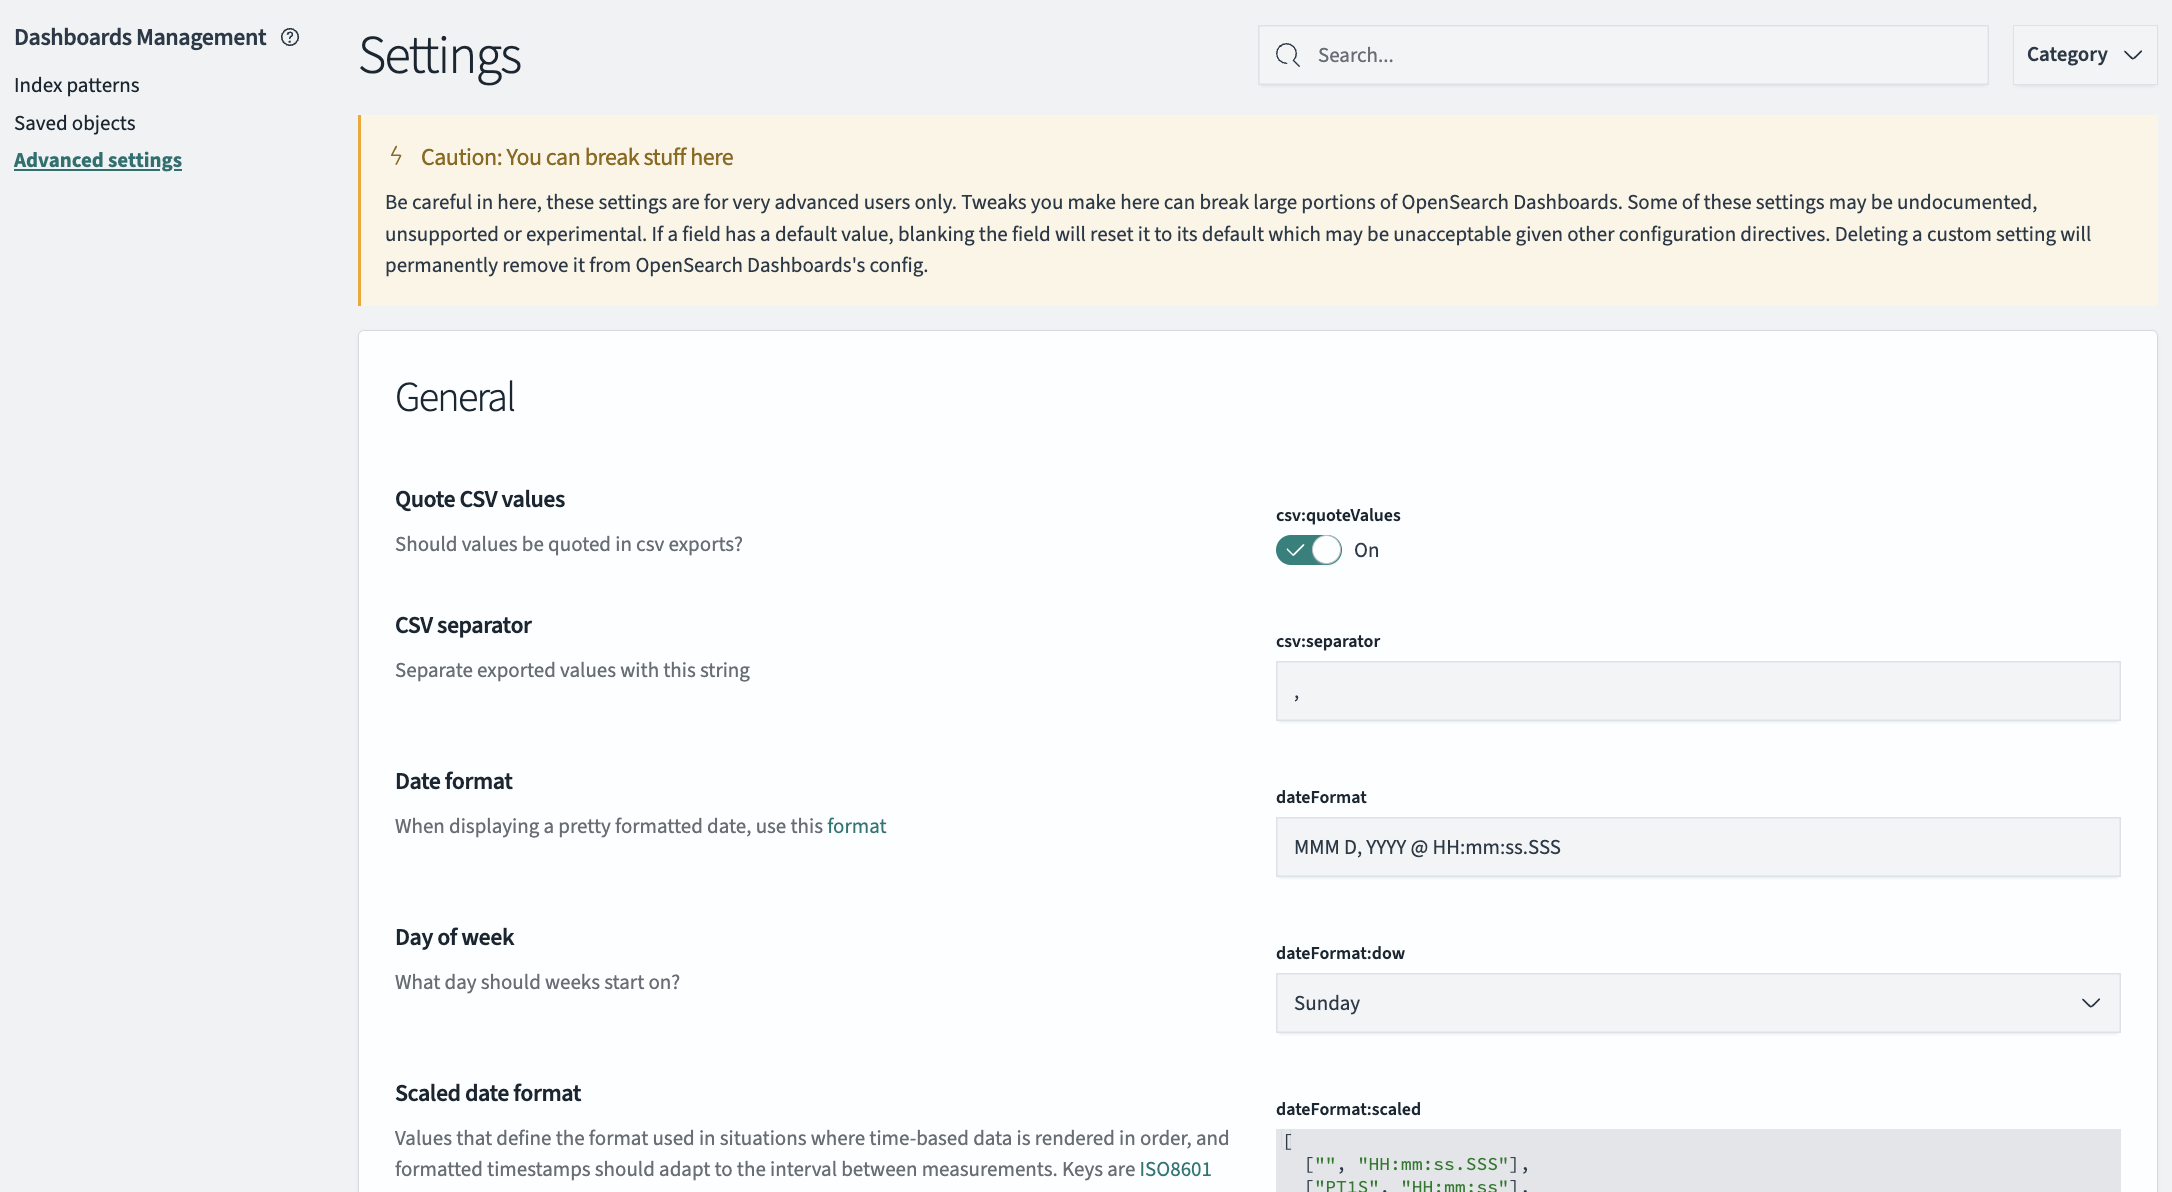 Dashboards Management
Index patterns
Saved objects
Advanced settings
Settings
Search...
Category
Caution: You can break stuff here
Be careful in here, these settings are for very advanced users only. Tweaks you make here can break large portions of OpenSearch Dashboards. Some of these settings may be undocumented,
unsupported or experimental. If a field has a default value, blanking the field will reset it to its default which may be unacceptable given other configuration directives. Deleting a custom setting will
permanently remove it from OpenSearch Dashboards's config.
General
Quote CSV values
Should values be quoted in csv exports?
csv:quoteValues
On
CSV separator
Separate exported values with this string
csv:separator
,
Date format
When displaying a pretty formatted date, use this format
dateFormat
MMM D, YYYY @ HH:mm:ss.SSS
Day of week
What day should weeks start on?
dateFormat:dow
Sunday
Scaled date format
Values that define the format used in situations where time-based data is rendered in order, and
formatted timestamps should adapt to the interval between measurements. Keys are ISO8601
dateFormat:scaled
[
["", "HH:mm:ss.SSS"],
["PT1S", "HH:mm:ss"],